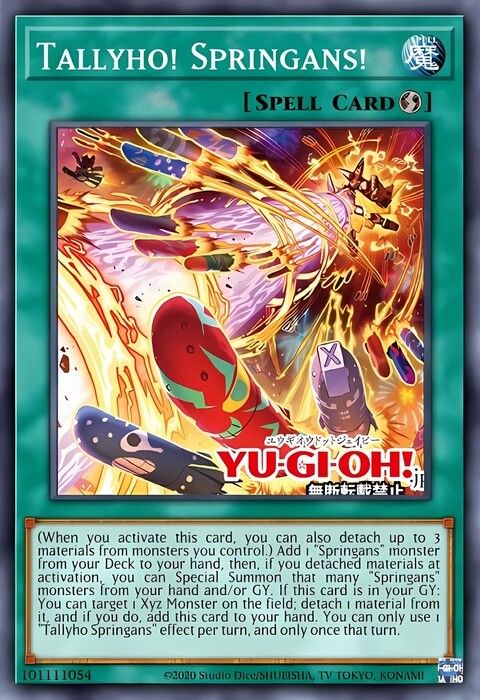 TALLYHO! SPRINGANS!
魔
[SPELL CARD]
X
ユウギオウドットジェイピー
YU-GI-OH!
無断転載禁止
(When you activate this card, you can also detach up to 3
materials from monsters you control.) Add 1 "Springans" monster
from your Deck to your hand, then, if you detached materials at
activation, you can Special Summon that many "Springans"
monsters from your hand and/or GY. If this card is in your GY:
You can target 1 Xyz Monster on the field; detach 1 material from
it, and if you do, add this card to your hand. You can only use 1
"Tallyho Springans" effect per turn, and only once that turn.
101111054
©2020 Studio Dice/SHUEISHA, TV TOKYO, KONAMI